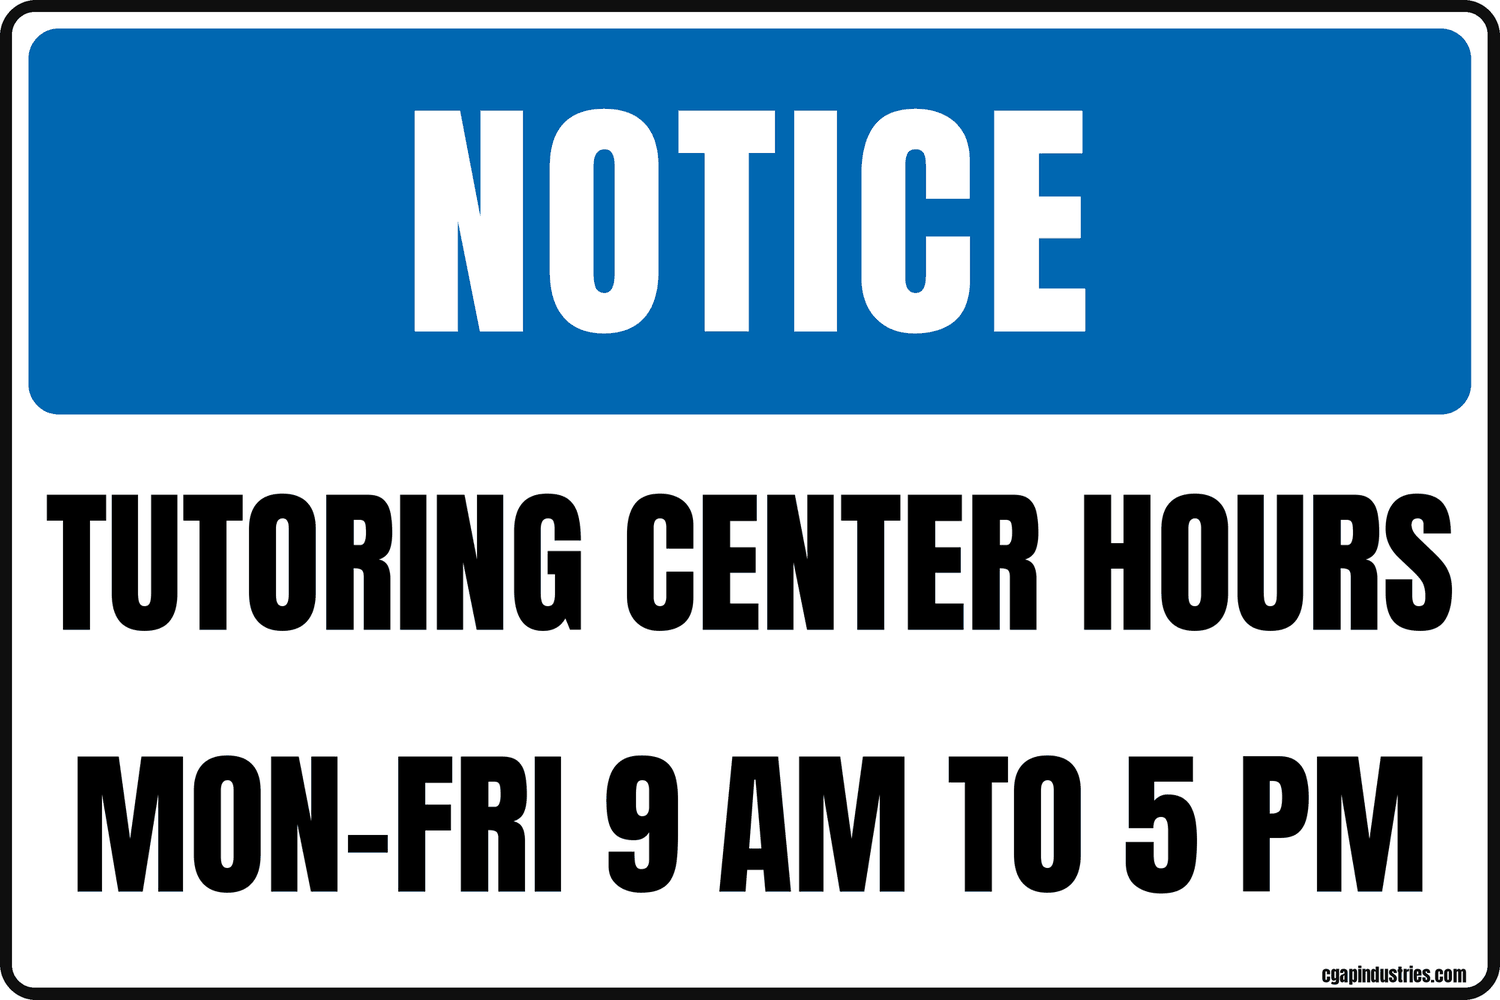 NOTICE
TUTORING CENTER HOURS
MON-FRI 9 AM TO 5 PM
cgapindustries.com